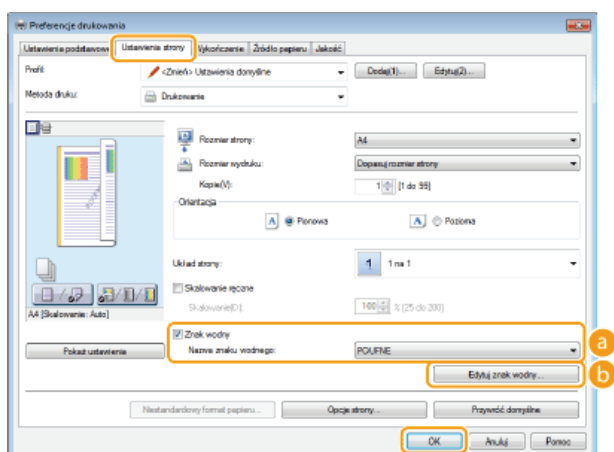 Preferencje drukowania
Ustawienia podstawowe Ustawienia strony Wykończenie Źródło papieru Jakość
Profil: <Zmień> Ustawienia domyślne Dodaj(1)... Edytuj(2)...
Metoda druku: Drukowanie
Rozmiar strony: A4
Rozmiar wydruku: Dopasuj rozmiar strony
Kopie(V): 1 [1 do 99]
Orientacja
A Pionowa A Pozioma
Układ strony: 1 1 na 1
Skalowanie ręczne
Skalowanie(D:) 100 % [25 do 200]
A4 [Skalowanie: Auto]
Znak wodny
Nazwa znaku wodnego: POUFNE a
Pokaż ustawienia
Edytuj znak wodny... b
Niestandardowy format papieru... Opcje strony... Przywróć domyślne
OK Anuluj Pomoc